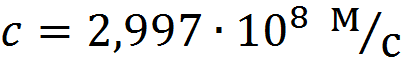 c = 2,997 · 10⁸ м/с